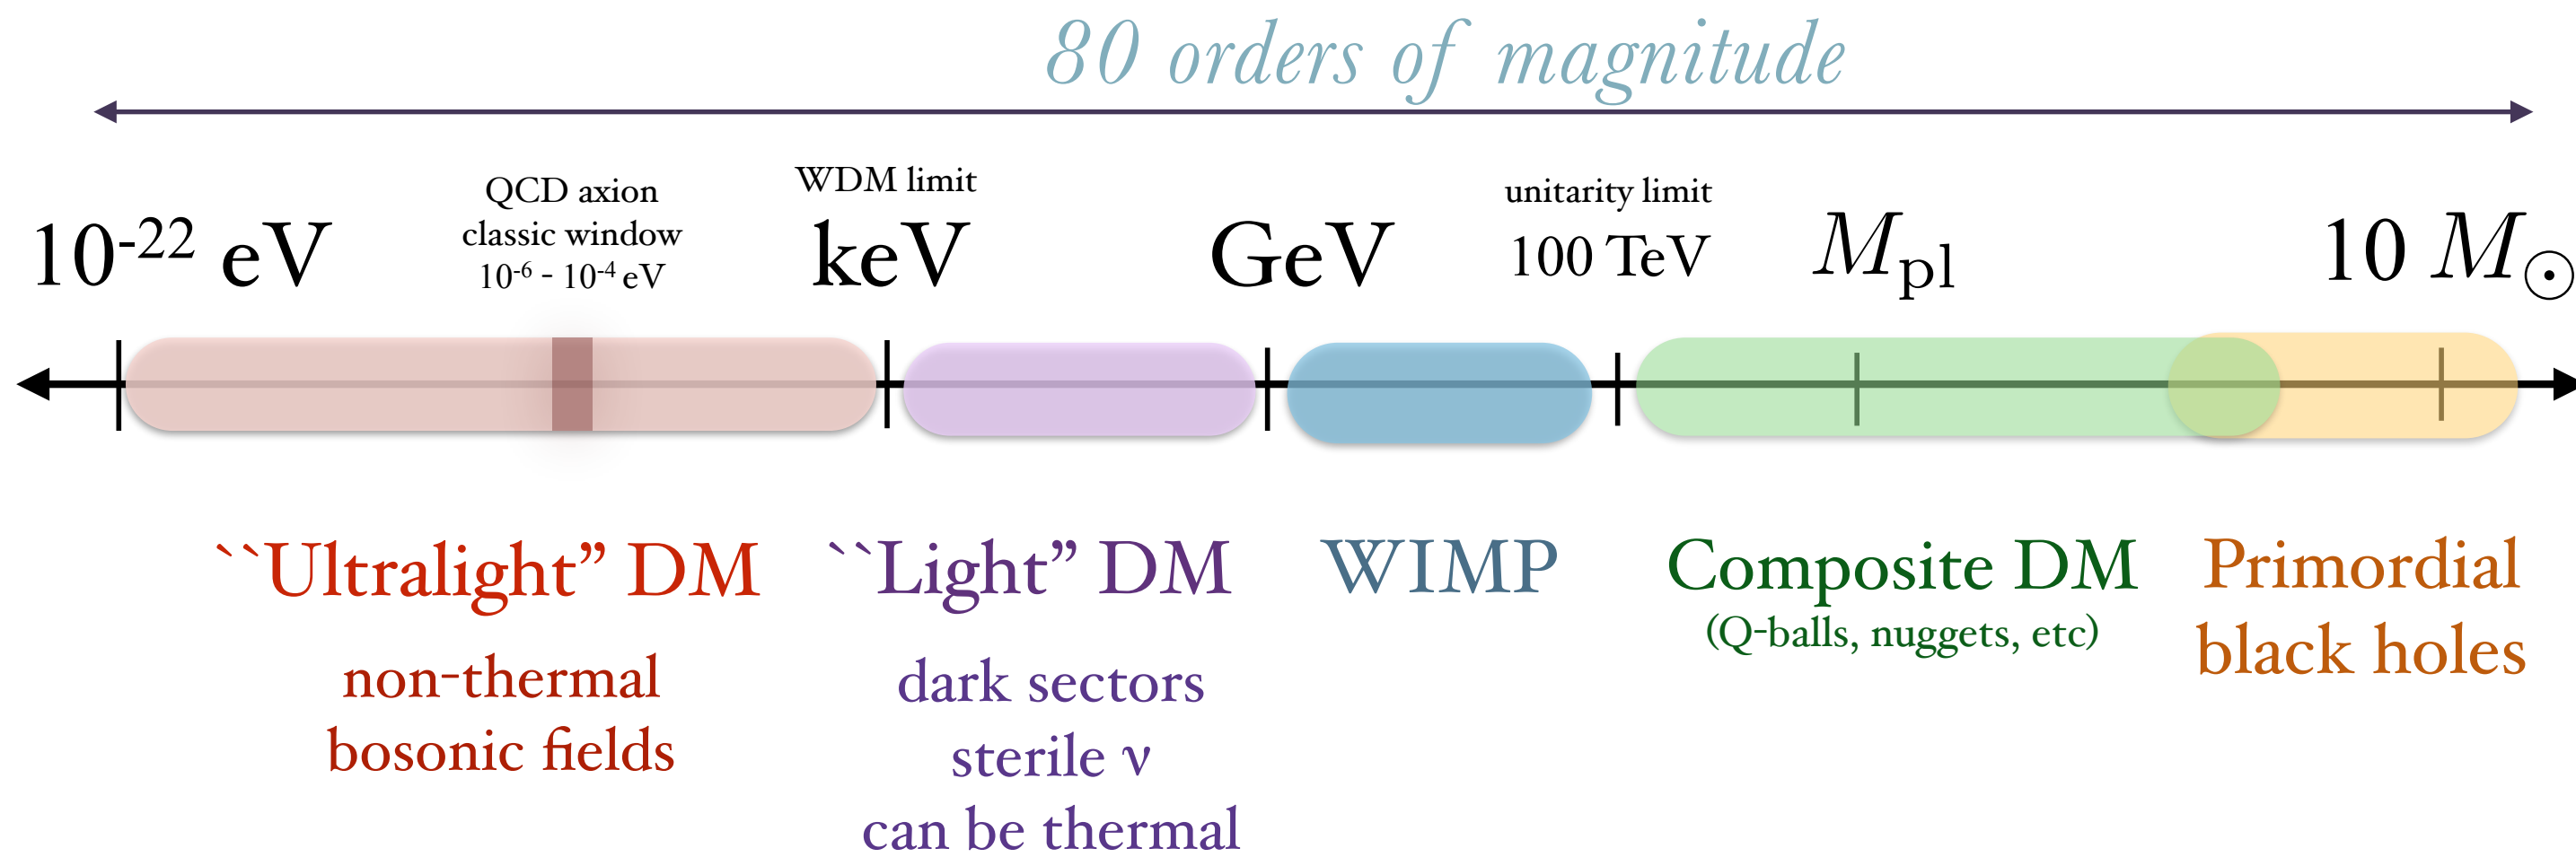 80 orders of magnitude
10⁻²² eV
QCD axion
classic window
10⁻⁶ - 10⁻⁴ eV
WDM limit
keV
GeV
unitarity limit
100 TeV
Mₚₗ
10 M☉
``Ultralight” DM
non-thermal
bosonic fields
``Light” DM
dark sectors
sterile ν
can be thermal
WIMP
Composite DM
(Q-balls, nuggets, etc)
Primordial
black holes